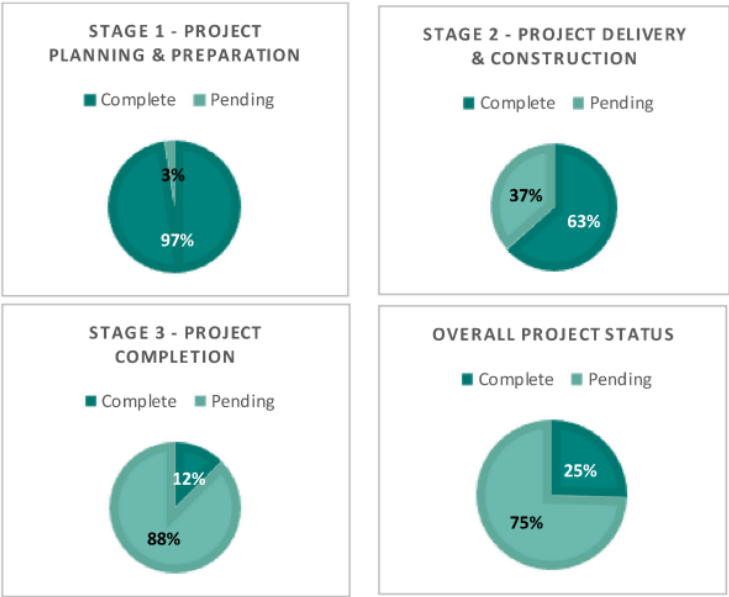 STAGE 1 - PROJECT
PLANNING & PREPARATION
Complete Pending
3%
97%
STAGE 2 - PROJECT DELIVERY
& CONSTRUCTION
Complete Pending
37%
63%
STAGE 3 - PROJECT
COMPLETION
Complete Pending
12%
88%
OVERALL PROJECT STATUS
Complete Pending
25%
75%